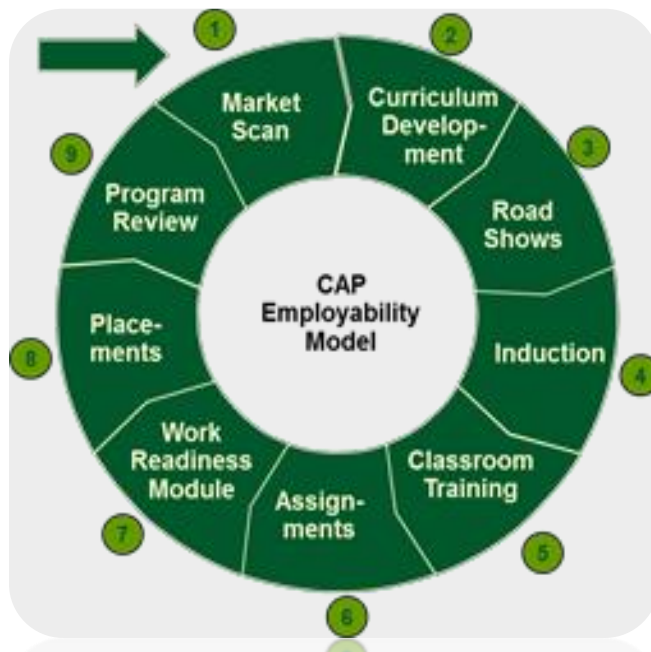 1
Market
Scan
2
Curriculum
Develop-
ment
3
Road
Shows
4
Induction
5
Classroom
Training
6
Assign-
ments
7
Work
Readiness
Module
8
Place-
ments
9
Program
Review
CAP
Employability
Model